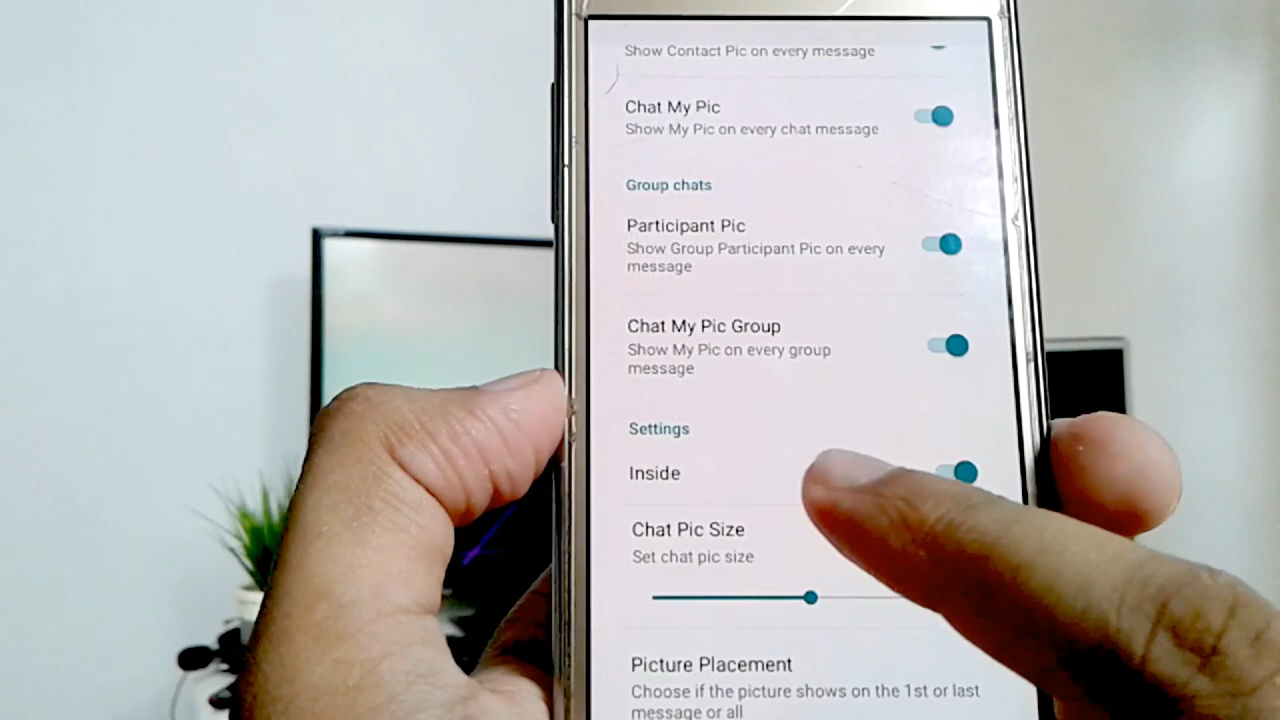 Show Contact Pic on every message
Chat My Pic
Show My Pic on every chat message
Group chats
Participant Pic
Show Group Participant Pic on every
message
Chat My Pic Group
Show My Pic on every group
message
Settings
Inside
Chat Pic Size
Set chat pic size
Picture Placement
Choose if the picture shows on the 1st or last
message or all